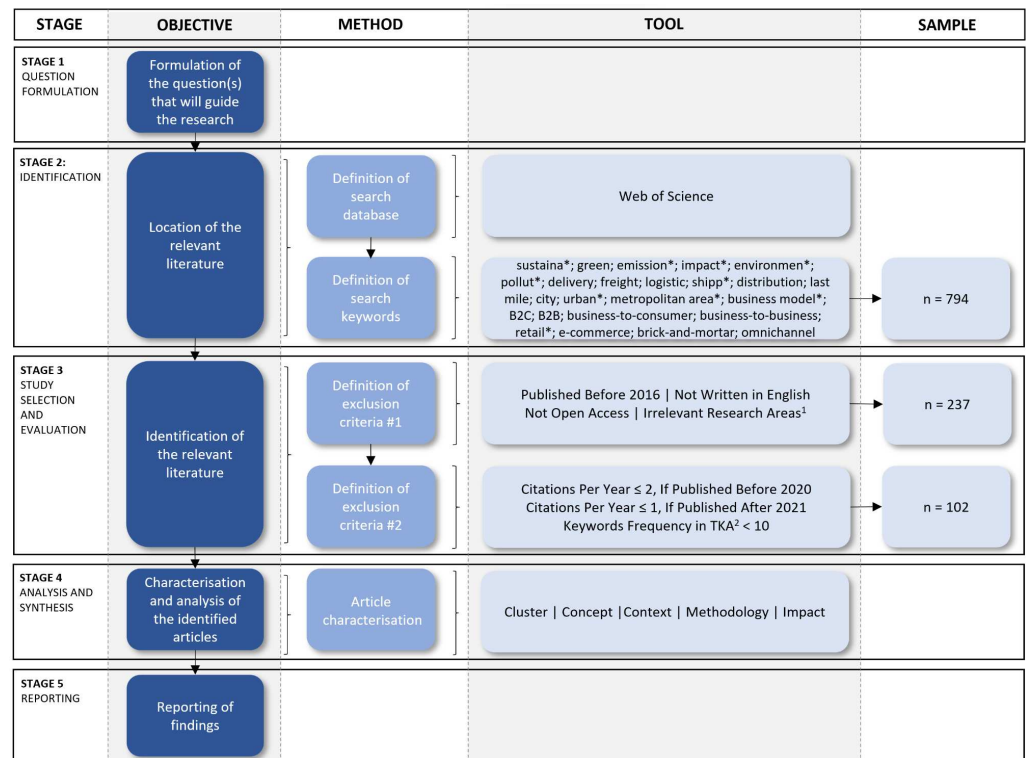 STAGE OBJECTIVE METHOD TOOL SAMPLE
STAGE 1
QUESTION
FORMULATION
Formulation of
the question(s)
that will guide
the research
STAGE 2:
IDENTIFICATION
Location of the
relevant
literature
Definition of
search
database
Web of Science
Definition of
search
keywords
sustaina*; green; emission*; impact*; environmen*;
pollut*; delivery; freight; logistic; shipp*; distribution; last
mile; city; urban*; metropolitan area*; business model*;
B2C; B2B; business-to-consumer; business-to-business;
retail*; e-commerce; brick-and-mortar; omnichannel
n = 794
STAGE 3
STUDY
SELECTION
AND
EVALUATION
Identification of
the relevant
literature
Definition of
exclusion
criteria #1
Published Before 2016 | Not Written in English
Not Open Access | Irrelevant Research Areas¹
n = 237
Definition of
exclusion
criteria #2
Citations Per Year ≤ 2, If Published Before 2020
Citations Per Year ≤ 1, If Published After 2021
Keywords Frequency in TKA² < 10
n = 102
STAGE 4
ANALYSIS AND
SYNTHESIS
Characterisation
and analysis of
the identified
articles
Article
characterisation
Cluster | Concept |Context | Methodology | Impact
STAGE 5
REPORTING
Reporting of
findings